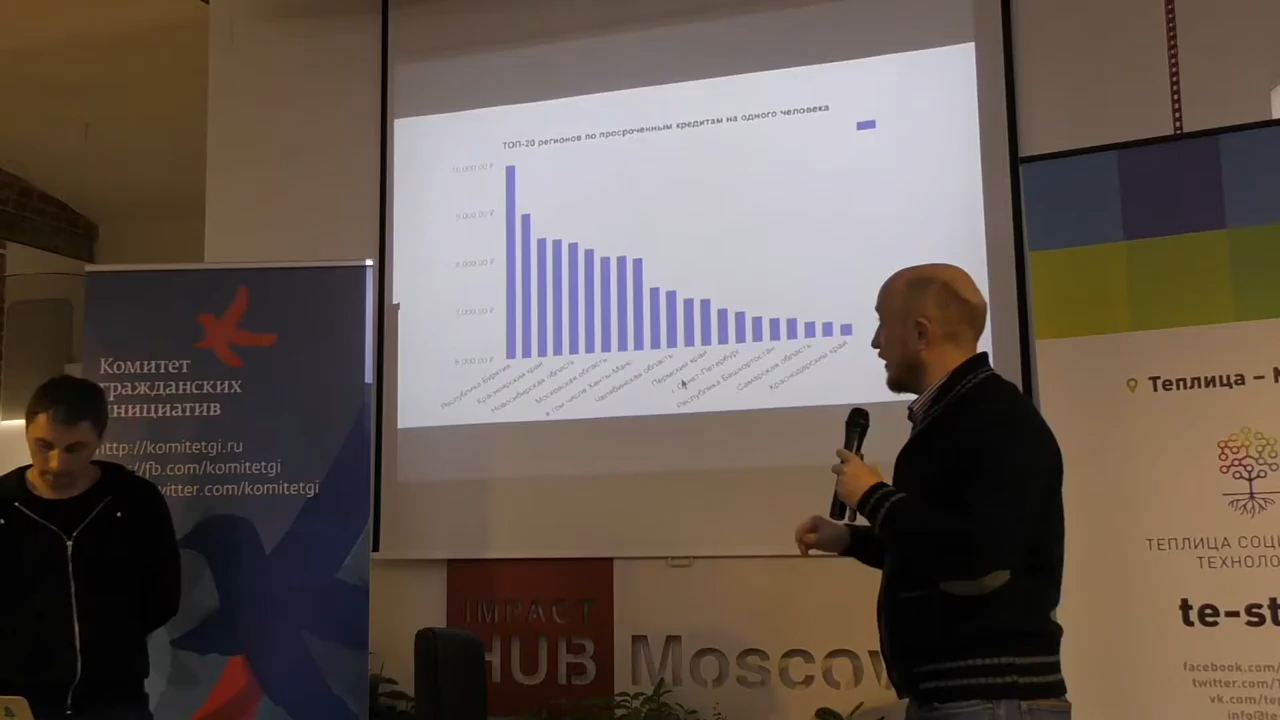 ТОП-20 регионов по просроченным кредитам на одного человека
10 000.00 ₽
9 000.00 ₽
8 000.00 ₽
7 000.00 ₽
6 000.00 ₽
Республика Бурятия
Красноярский край
Новосибирская область
Московская область
в том числе Ханты-Манс...
Челябинская область
Пермский край
г. Санкт-Петербург
Республика Башкортостан
Самарская область
Краснодарский край
Комитет
гражданских
инициатив
http://komitetgi.ru
//fb.com/komitetgi
witter.com/komitetgi
IMPACT
HUB Moscow
Теплица –
ТЕПЛИЦА СОЦИ
ТЕХНОЛО
te-st
facebook.com/
twitter.com/T
vk.com/te
info@te